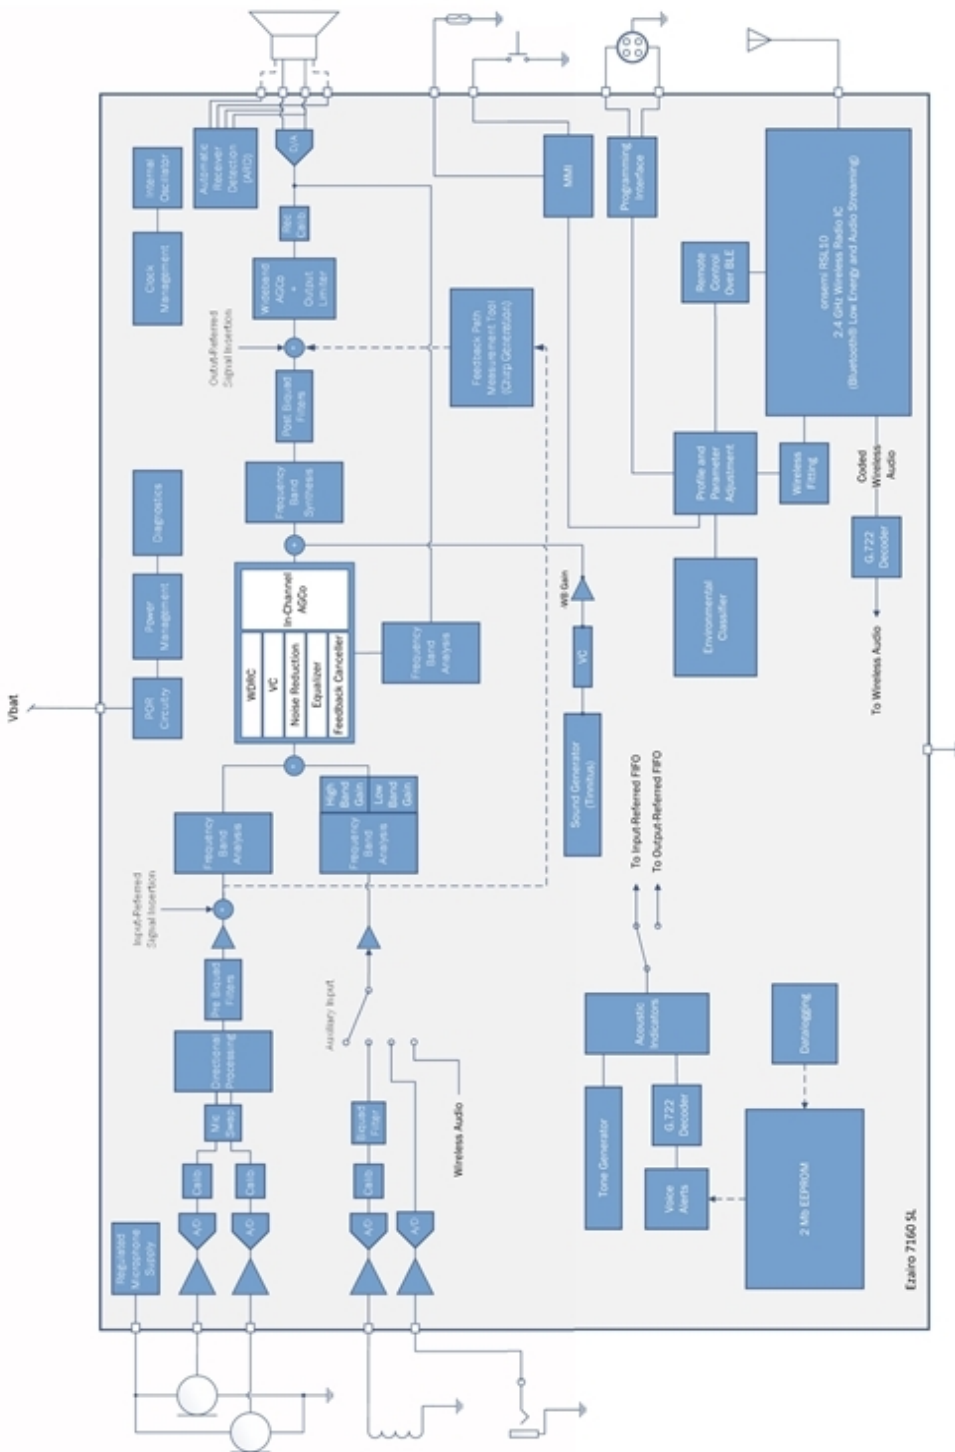 Vbat
Regulated
Microphone
Supply
A/D
A/D
Calib
Calib
Mic
Swap
Directional
Processing
Pre Biquad
Filters
Input-Referred
Signal Insertion
Frequency
Band
Analysis
POR
Circuitry
Power
Management
Diagnostics
Clock
Management
Internal
Oscillator
Automatic
Receiver
Detection
(ARD)
WDRC
VC
Noise Reduction
Equalizer
Feedback Canceller
In-Channel
AGCo
Frequency
Band
Synthesis
Post Biquad
Filters
Output-Referred
Signal Insertion
Wideband
AGCo
+
Output
Limiter
Rec
Calib
D/A
A/D
A/D
Calib
Biquad
Filter
Auxiliary Input
Wireless Audio
Frequency
Band
Analysis
High
Band
Gain
Low
Band
Gain
Frequency
Band
Analysis
Feedback Path
Measurement Tool
(Chirp Generation)
MMI
Programming
Interface
Sound Generator
(Tinnitus)
VC
-WB Gain
Tone Generator
Voice
Alerts
G.722
Decoder
Acoustic
Indicators
To Input-Referred FIFO
To Output-Referred FIFO
Environmental
Classifier
Profile and
Parameter
Adjustment
Remote
Control
Over BLE
Wireless
Fitting
onsemi RSL10
2.4 GHz Wireless Radio IC
(Bluetooth® Low Energy and Audio Streaming)
2 Mb EEPROM
Datalogging
To Wireless Audio
G.722
Decoder
Coded
Wireless
Audio
Ezairo 7160 SL